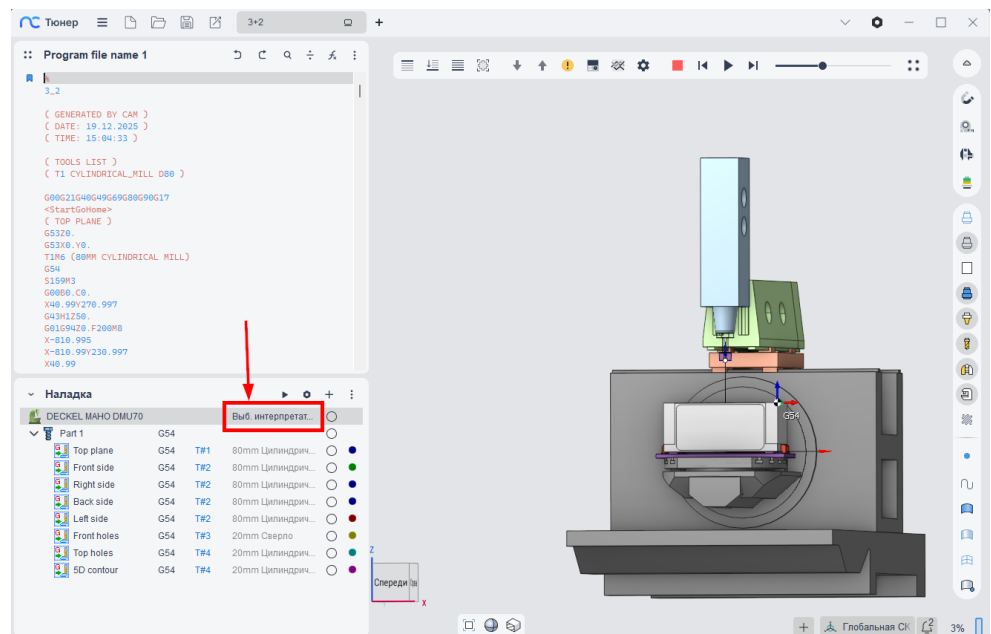 Тюнер
3+2
Program file name 1
%
3_2
( GENERATED BY CAM )
( DATE: 19.12.2025 )
( TIME: 15:04:33 )
( TOOLS LIST )
( T1 CYLINDRICAL_MILL D80 )
G00G21G40G49G69G80G90G17
<StartGoHome>
( TOP PLANE )
G53Z0.
G53X0.Y0.
T1M6 (80MM CYLINDRICAL MILL)
G54
S159M3
G00B0.C0.
X40.99Y270.997
G43H1Z50.
G01G94Z0.F200M8
X-810.995
X-810.99Y230.997
X40.99
Наладка
DECKEL MAHO DMU70 Выб. интерпретат...
Part 1 G54
Top plane G54 T#1 80mm Цилиндрич...
Front side G54 T#2 80mm Цилиндрич...
Right side G54 T#2 80mm Цилиндрич...
Back side G54 T#2 80mm Цилиндрич...
Left side G54 T#2 80mm Цилиндрич...
Front holes G54 T#3 20mm Сверло
Top holes G54 T#4 20mm Цилиндрич...
5D contour G54 T#4 20mm Цилиндрич...
G54
Z
Спереди
X
Глобальная СК
2
3%